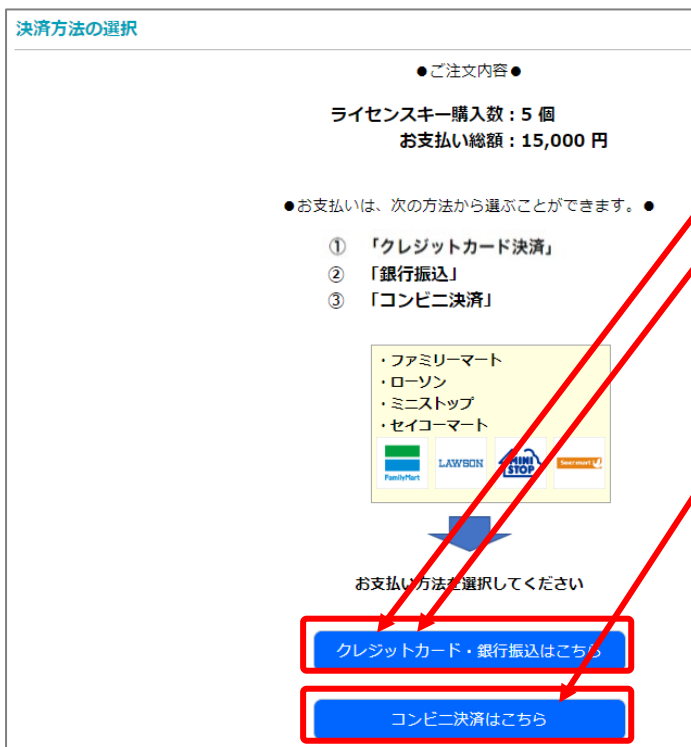 決済方法の選択
●ご注文内容●
ライセンスキー購入数：5 個
お支払い総額：15,000 円
●お支払いは、次の方法から選ぶことができます。●
① 「クレジットカード決済」
② 「銀行振込」
③ 「コンビニ決済」
・ファミリーマート
・ローソン
・ミニストップ
・セイコーマート
FamilyMart LAWSON MINI STOP Seicomart
お支払い方法を選択してください
クレジットカード・銀行振込はこちら
コンビニ決済はこちら